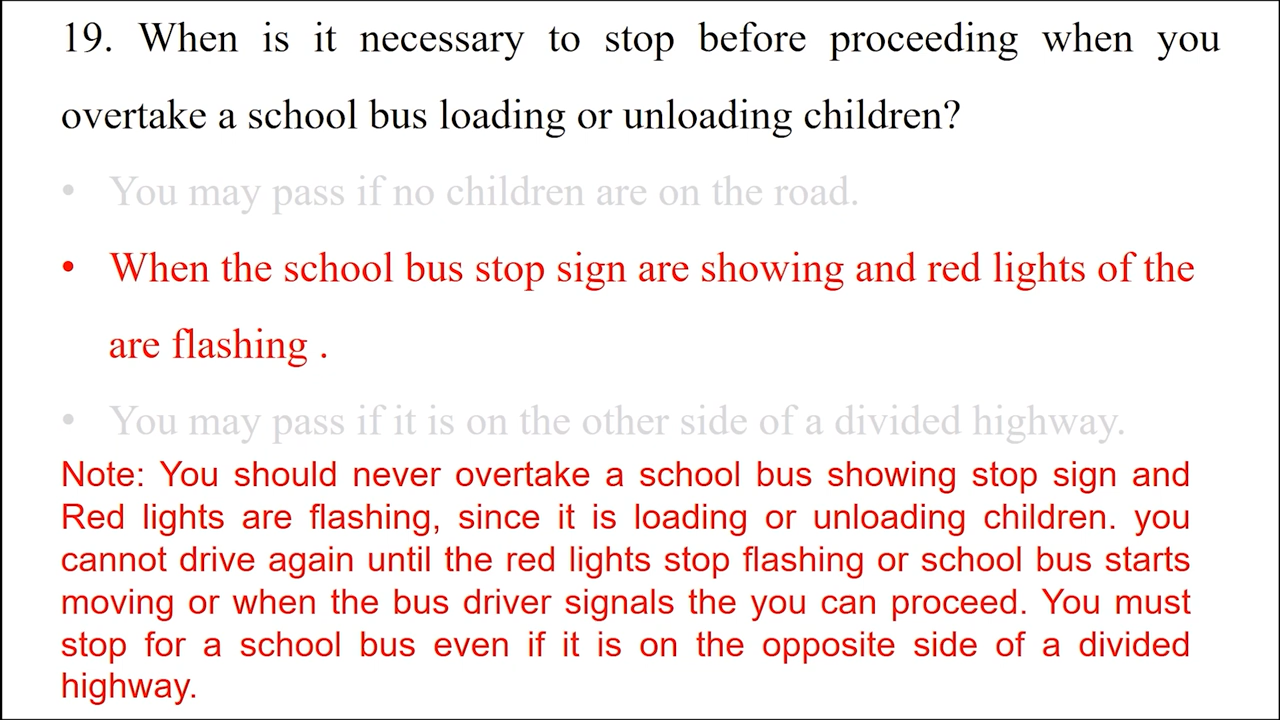 19. When is it necessary to stop before proceeding when you
overtake a school bus loading or unloading children?
• You may pass if no children are on the road.
• When the school bus stop sign are showing and red lights of the
are flashing .
• You may pass if it is on the other side of a divided highway.
Note: You should never overtake a school bus showing stop sign and
Red lights are flashing, since it is loading or unloading children. you
cannot drive again until the red lights stop flashing or school bus starts
moving or when the bus driver signals the you can proceed. You must
stop for a school bus even if it is on the opposite side of a divided
highway.